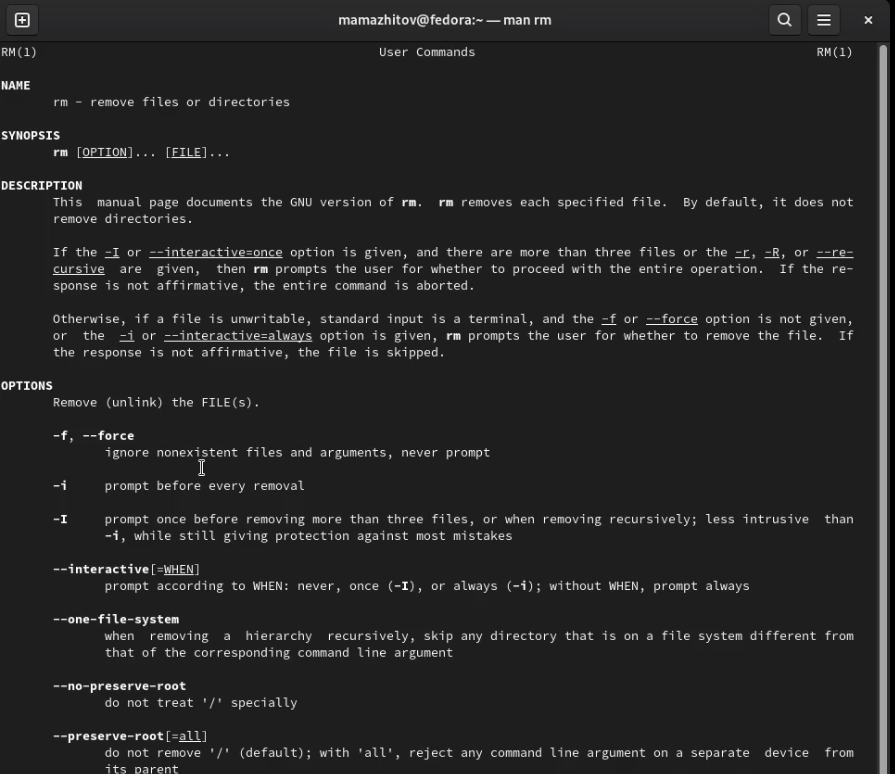 mamazhitov@fedora:~ — man rm
RM(1) User Commands RM(1)
NAME
rm - remove files or directories
SYNOPSIS
rm [OPTION]... [FILE]...
DESCRIPTION
This manual page documents the GNU version of rm. rm removes each specified file. By default, it does not
remove directories.
If the -I or --interactive=once option is given, and there are more than three files or the -r, -R, or --re-
cursive are given, then rm prompts the user for whether to proceed with the entire operation. If the re-
sponse is not affirmative, the entire command is aborted.
Otherwise, if a file is unwritable, standard input is a terminal, and the -f or --force option is not given,
or the -i or --interactive=always option is given, rm prompts the user for whether to remove the file. If
the response is not affirmative, the file is skipped.
OPTIONS
Remove (unlink) the FILE(s).
-f, --force
ignore nonexistent files and arguments, never prompt
-i prompt before every removal
-I prompt once before removing more than three files, or when removing recursively; less intrusive than
-i, while still giving protection against most mistakes
--interactive[=WHEN]
prompt according to WHEN: never, once (-I), or always (-i); without WHEN, prompt always
--one-file-system
when removing a hierarchy recursively, skip any directory that is on a file system different from
that of the corresponding command line argument
--no-preserve-root
do not treat '/' specially
--preserve-root[=all]
do not remove '/' (default); with 'all', reject any command line argument on a separate device from
its parent